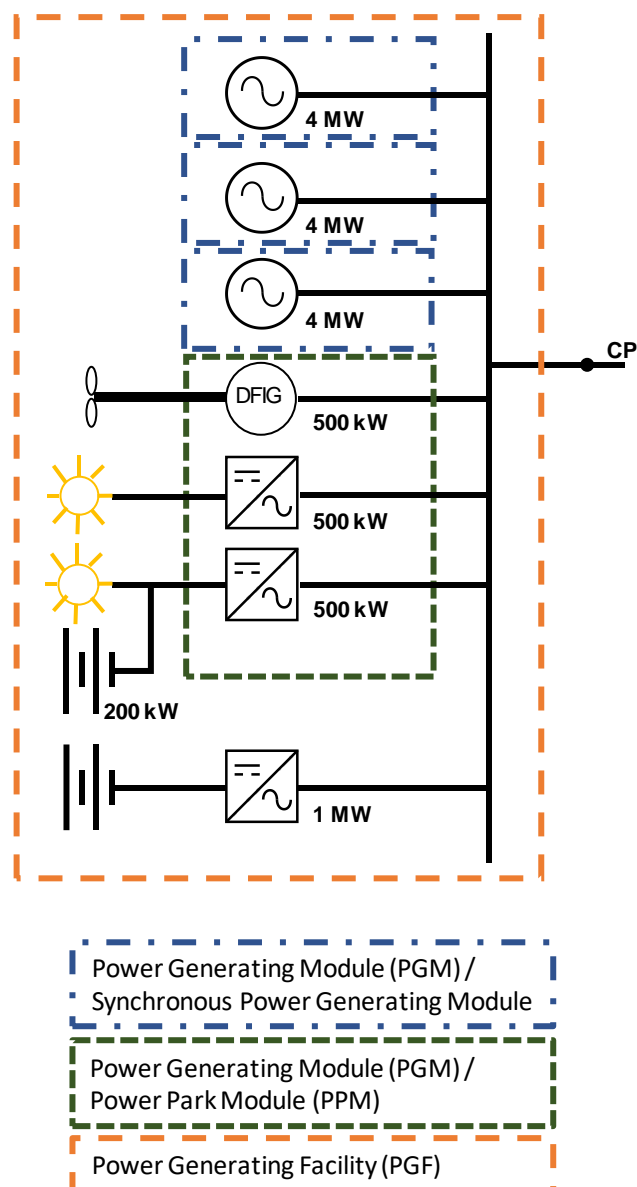 4 MW
4 MW
4 MW
CP
DFIG
500 kW
500 kW
500 kW
200 kW
1 MW
Power Generating Module (PGM) /
Synchronous Power Generating Module
Power Generating Module (PGM) /
Power Park Module (PPM)
Power Generating Facility (PGF)